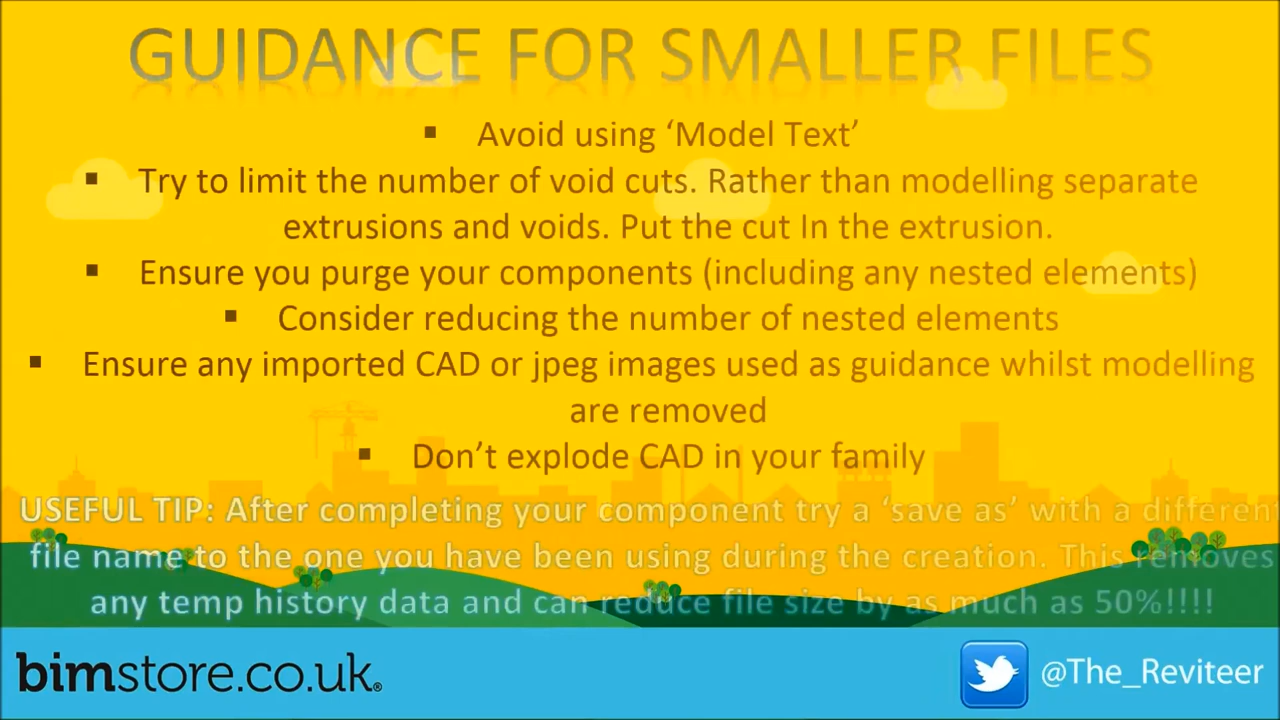 GUIDANCE FOR SMALLER FILES
▪ Avoid using ‘Model Text’
▪ Try to limit the number of void cuts. Rather than modelling separate
extrusions and voids. Put the cut In the extrusion.
▪ Ensure you purge your components (including any nested elements)
▪ Consider reducing the number of nested elements
▪ Ensure any imported CAD or jpeg images used as guidance whilst modelling
are removed
▪ Don’t explode CAD in your family
USEFUL TIP: After completing your component try a ‘save as’ with a differen
file name to the one you have been using during the creation. This removes
any temp history data and can reduce file size by as much as 50%!!!!
bimstore.co.uk®
@The_Reviteer